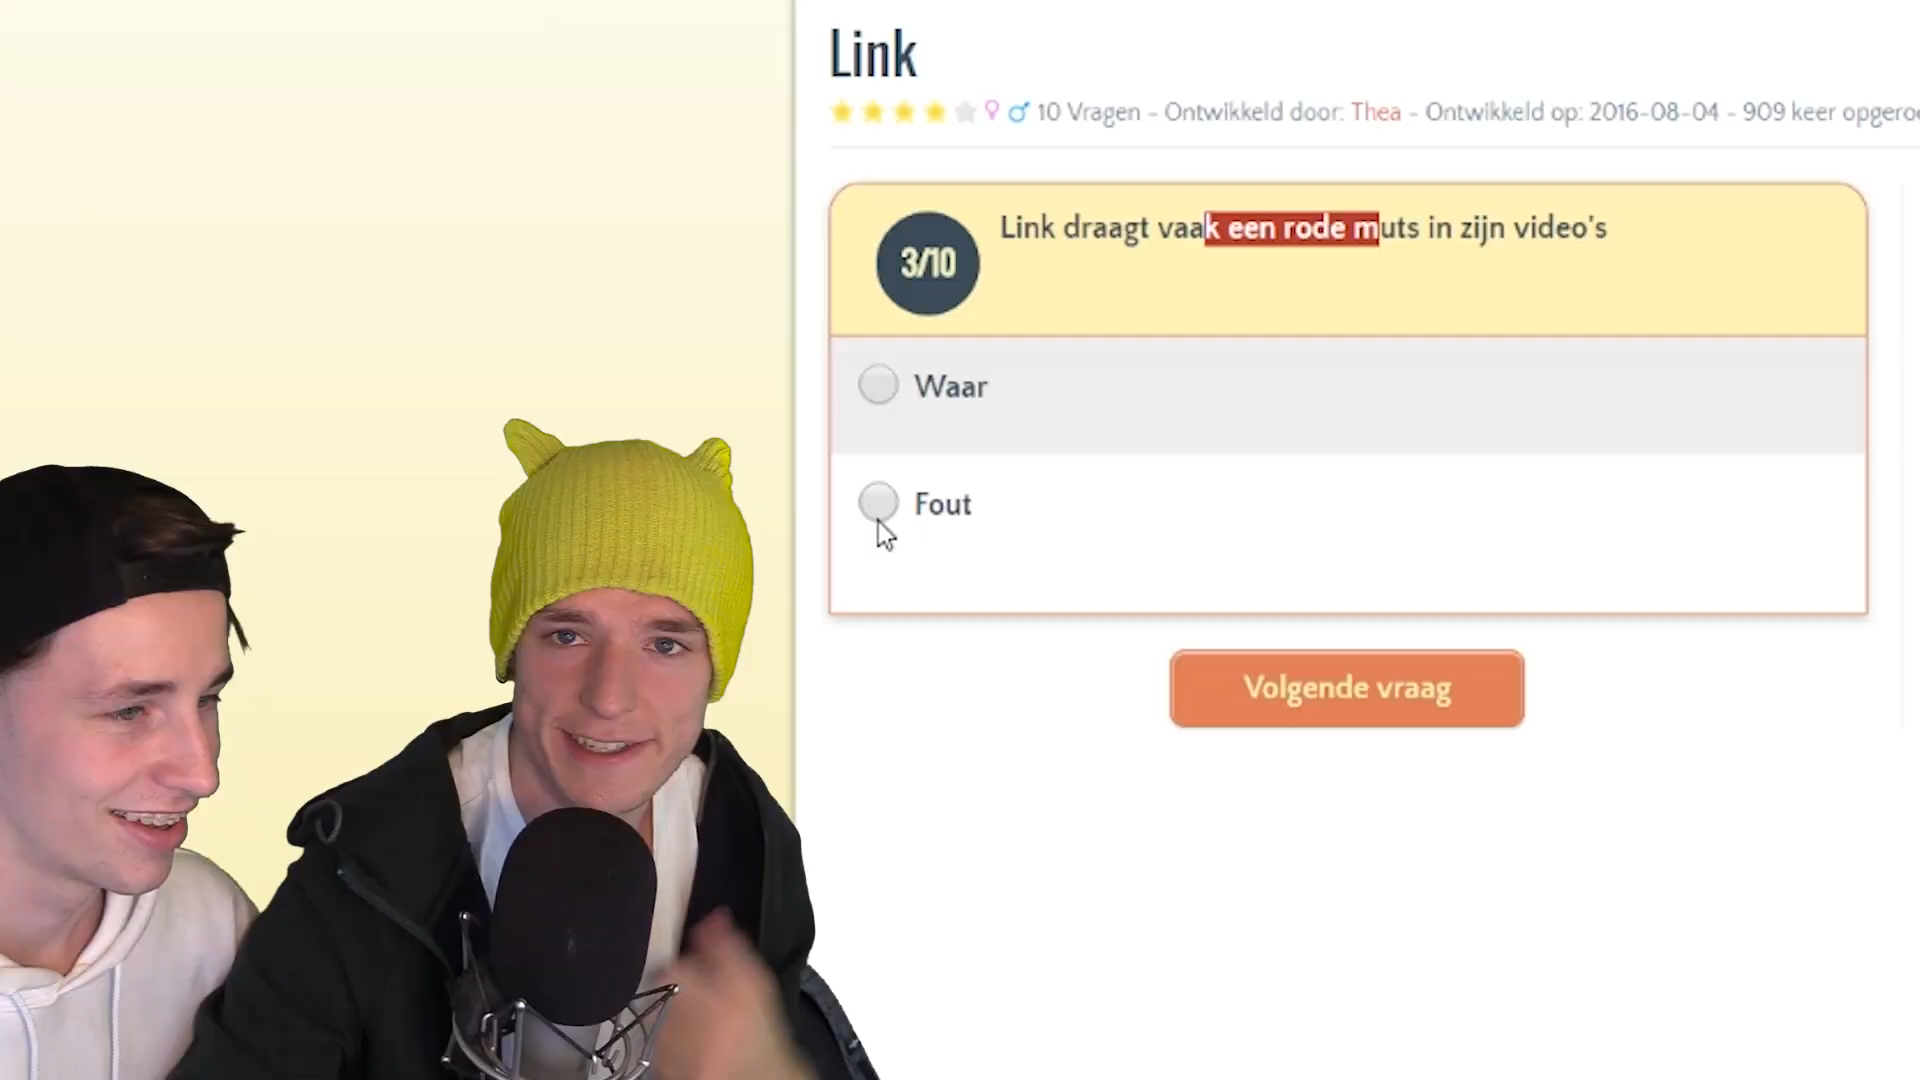 Link
10 Vragen - Ontwikkeld door: Thea - Ontwikkeld op: 2016-08-04 - 909 keer
3/10
Link draagt vaak een rode muts in zijn video's
Waar
Fout
Volgende vraag